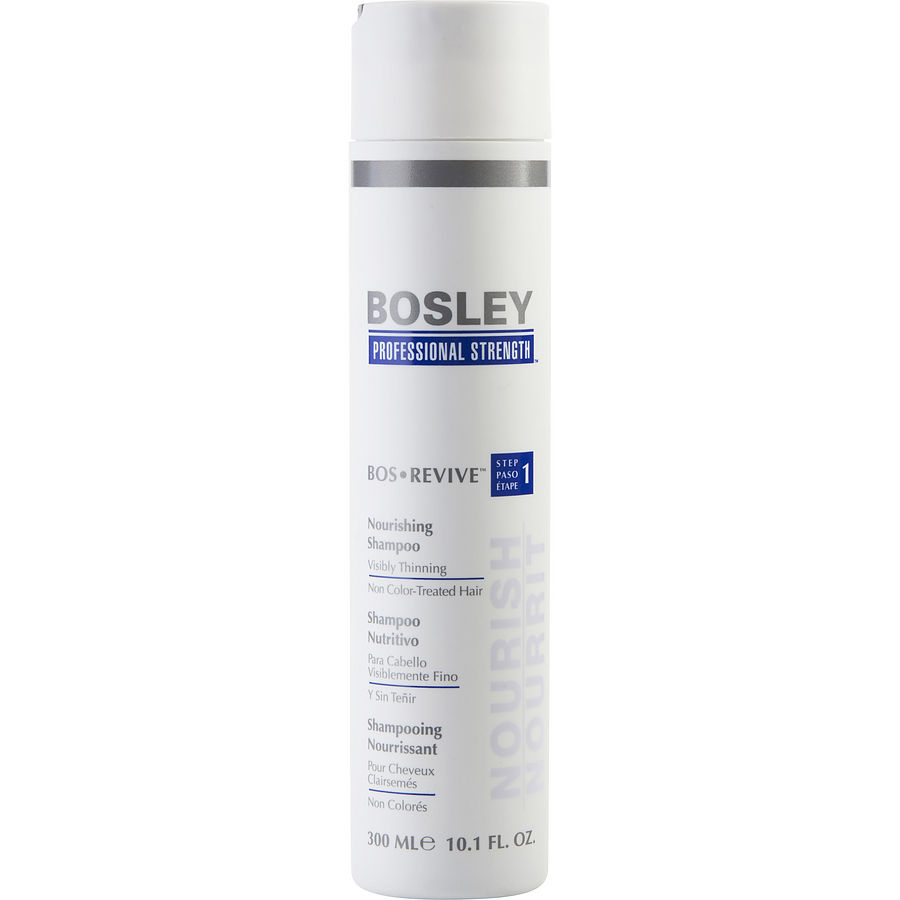 BOSLEY
PROFESSIONAL STRENGTH™
BOS•REVIVE™
STEP
PASO
ÉTAPE
1
Nourishing
Shampoo
Visibly Thinning
Non Color-Treated Hair
Shampoo
Nutritivo
Para Cabello
Visiblemente Fino
Y Sin Teñir
Shampooing
Nourrissant
Pour Cheveux
Clairsemés
Non Colorés
NOURISH
NOURRIT
300 ML℮ 10.1 FL. OZ.